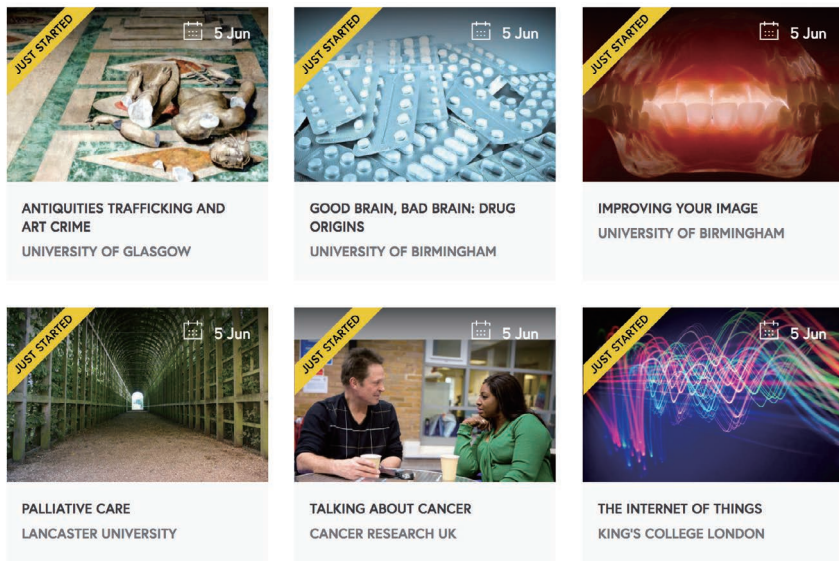 JUST STARTED
5 Jun
ANTIQUITIES TRAFFICKING AND
ART CRIME
UNIVERSITY OF GLASGOW
JUST STARTED
5 Jun
GOOD BRAIN, BAD BRAIN: DRUG
ORIGINS
UNIVERSITY OF BIRMINGHAM
JUST STARTED
5 Jun
IMPROVING YOUR IMAGE
UNIVERSITY OF BIRMINGHAM
JUST STARTED
5 Jun
PALLIATIVE CARE
LANCASTER UNIVERSITY
JUST STARTED
5 Jun
TALKING ABOUT CANCER
CANCER RESEARCH UK
JUST STARTED
5 Jun
THE INTERNET OF THINGS
KING'S COLLEGE LONDON